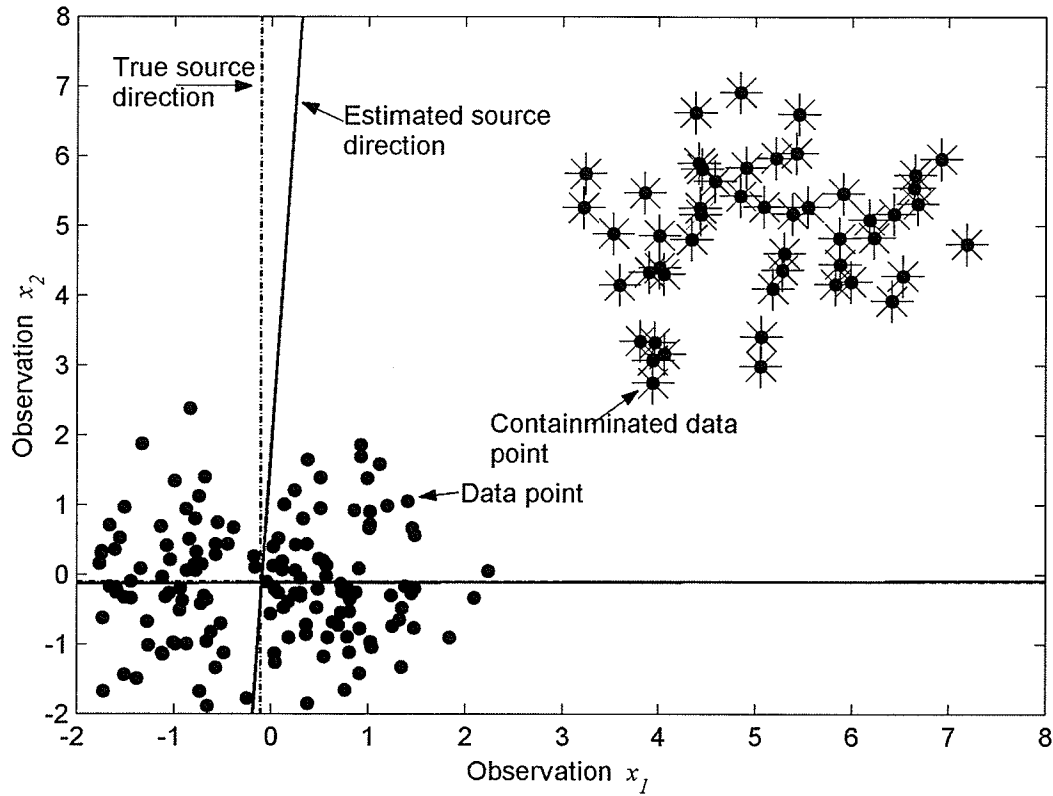 8
7
6
5
4
3
2
1
0
-1
-2
Observation x2
True source
direction
Estimated source
direction
Containminated data
point
Data point
-2 -1 0 1 2 3 4 5 6 7 8
Observation x1